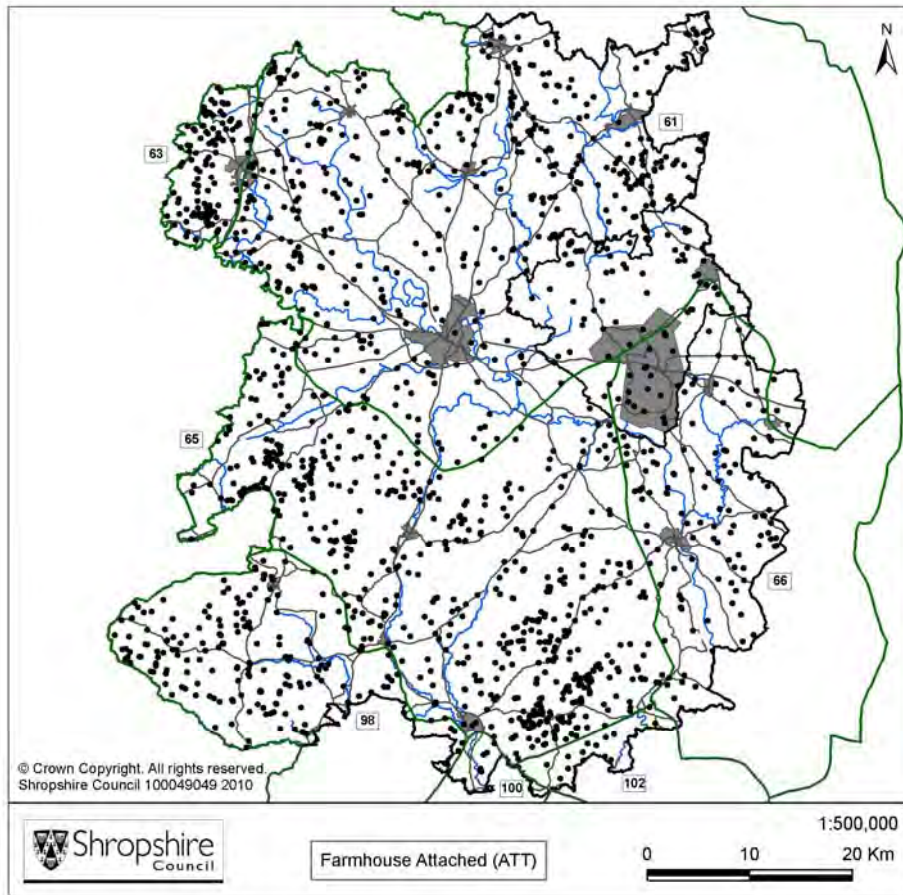 N
61
63
65
66
98
100
102
© Crown Copyright. All rights reserved.
Shropshire Council 100049049 2010
Shropshire
Council
Farmhouse Attached (ATT)
1:500,000
0 10 20 Km